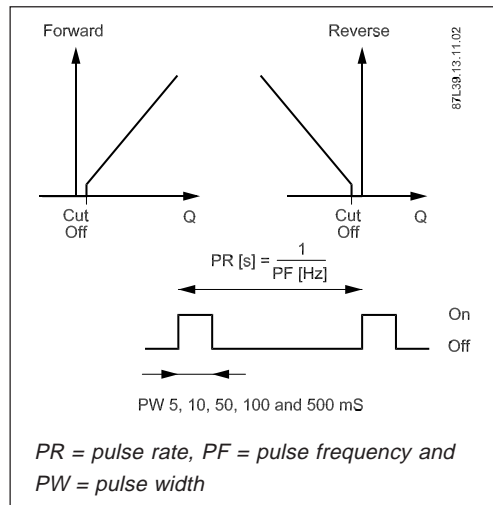 Forward
Reverse
87L39.13.11.02
Cut
Off
Q
Cut
Off
Q
PR [s] = 1 / PF [Hz]
On
Off
PW 5, 10, 50, 100 and 500 mS
PR = pulse rate, PF = pulse frequency and
PW = pulse width